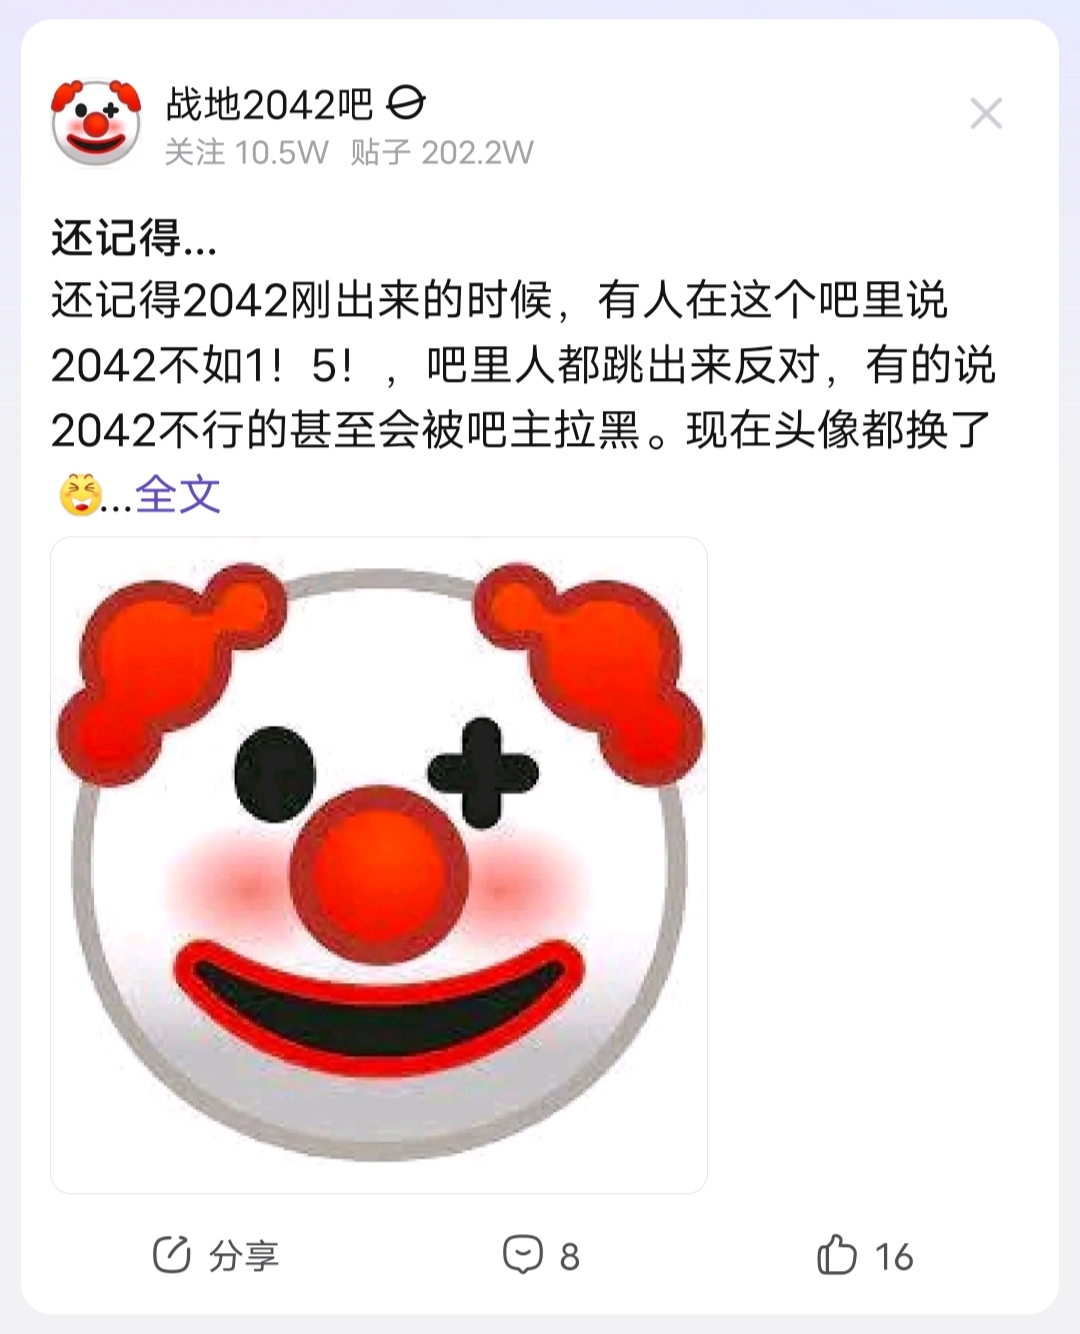 战地2042吧
关注 10.5W 贴子 202.2W
还记得...
还记得2042刚出来的时候，有人在这个吧里说
2042不如1！5！，吧里人都跳出来反对，有的说
2042不行的甚至会被吧主拉黑。现在头像都换了
😆...全文
分享 8 16